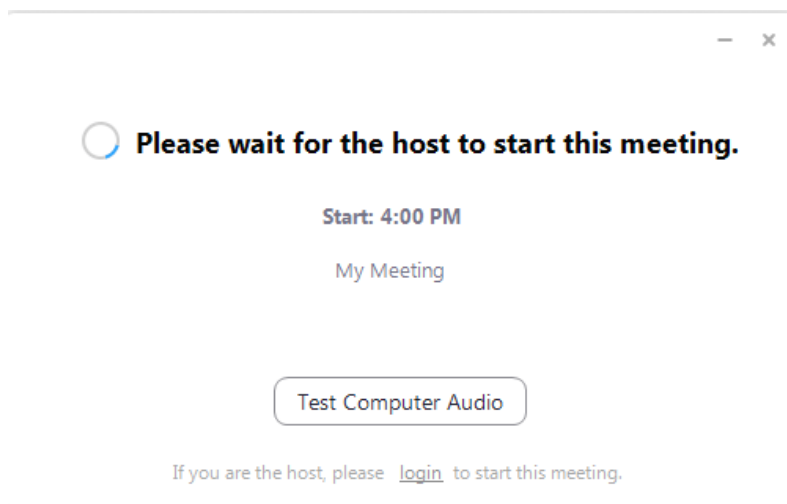 Please wait for the host to start this meeting.
Start: 4:00 PM
My Meeting
Test Computer Audio
If you are the host, please login to start this meeting.